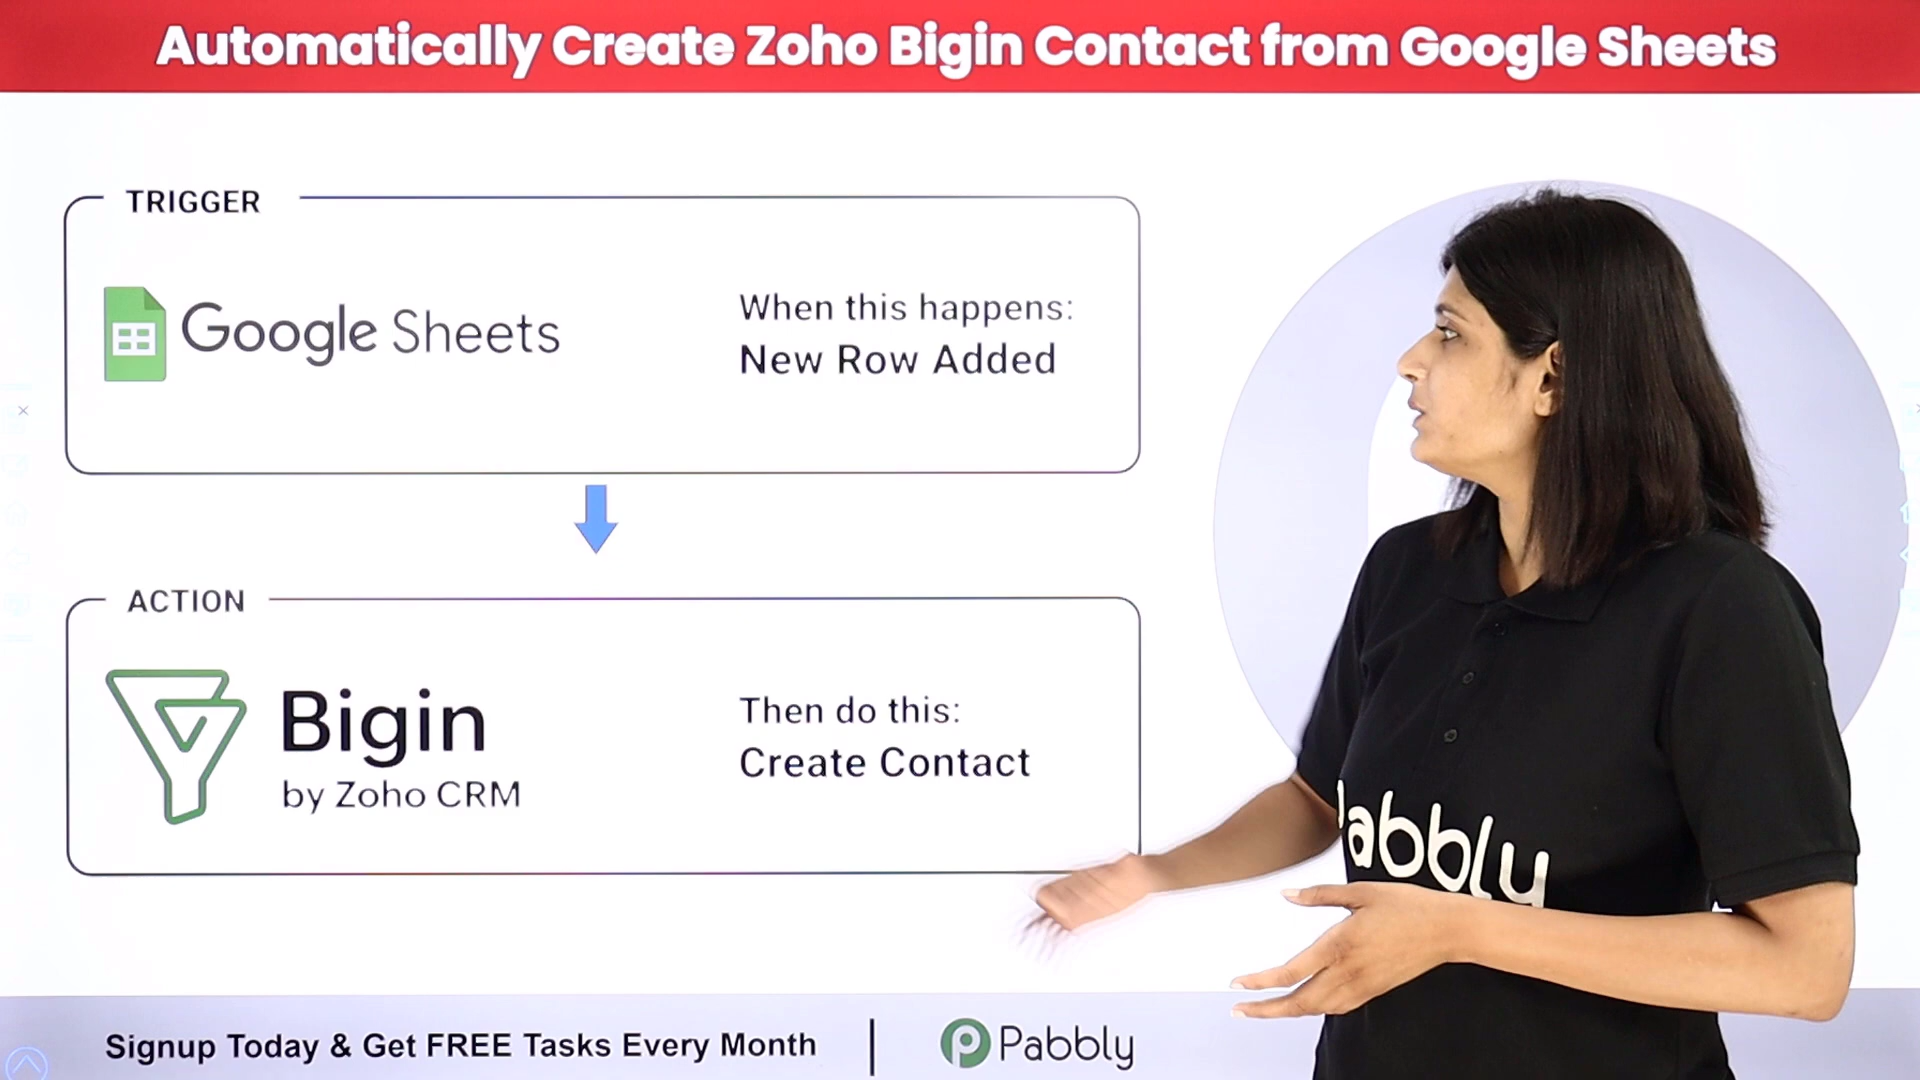 Automatically Create Zoho Bigin Contact from Google Sheets
TRIGGER
Google Sheets
When this happens:
New Row Added
ACTION
Bigin
by Zoho CRM
Then do this:
Create Contact
Pabbly
Signup Today & Get FREE Tasks Every Month
Pabbly